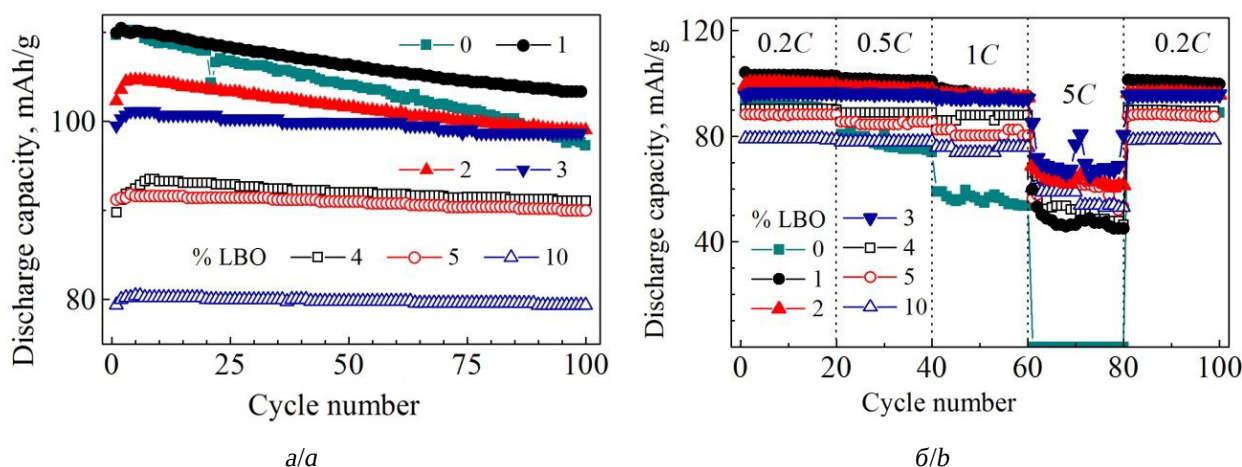 Discharge capacity, mAh/g
100
80
0
1
2
3
% LBO
4
5
10
0
25
50
75
100
Cycle number
a/a
Discharge capacity, mAh/g
120
80
40
0.2C
0.5C
1C
5C
0.2C
% LBO
0
1
2
3
4
5
10
0
20
40
60
80
100
Cycle number
б/b